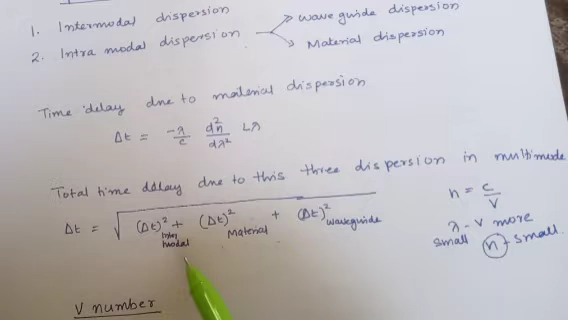 1. Intermodal dispersion
2. Intra modal dispersion
→ wave guide dispersion
→ Material dispersion
Time delay due to material dispersion
Δt = -λ/c d²n/dλ² Lλ
Total time ddlay due to this three dispersion in multimode
Δt = √((Δt)² Inter modal + (Δt)² Material + (Δt)² waveguide)
n = c/v
λ - v more
small n - small.
V number